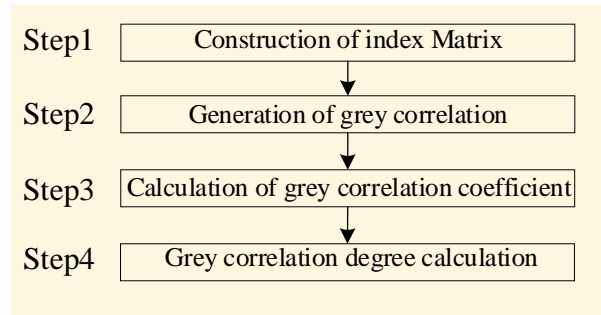 Step1 Construction of index Matrix
Step2 Generation of grey correlation
Step3 Calculation of grey correlation coefficient
Step4 Grey correlation degree calculation